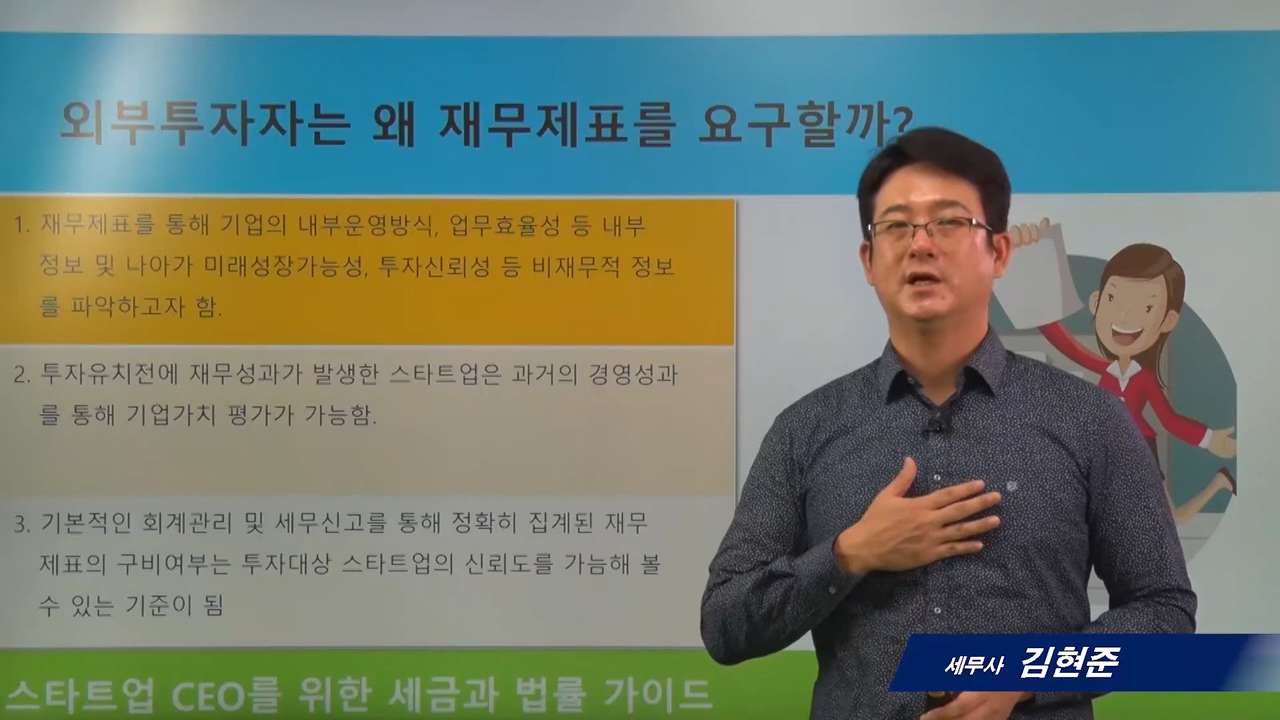 외부투자자는 왜 재무제표를 요구할까?
1. 재무제표를 통해 기업의 내부운영방식, 업무효율성 등 내부
정보 및 나아가 미래성장가능성, 투자신뢰성 등 비재무적 정보
를 파악하고자 함.
2. 투자유치전에 재무성과가 발생한 스타트업은 과거의 경영성과
를 통해 기업가치 평가가 가능함.
3. 기본적인 회계관리 및 세무신고를 통해 정확히 집계된 재무
제표의 구비여부는 투자대상 스타트업의 신뢰도를 가늠해 볼
수 있는 기준이 됨
세무사 김현준
스타트업 CEO를 위한 세금과 법률 가이드